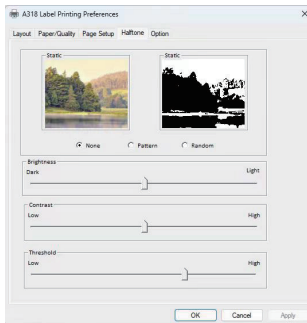 A318 Label Printing Preferences
Layout Paper/Quality Page Setup Halftone Option
Static Static
None Pattern Random
Brightness
Dark Light
Contrast
Low High
Threshold
Low High
OK Cancel Apply